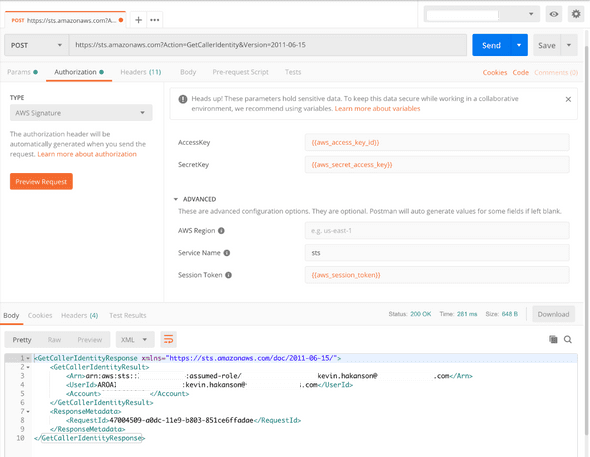 POST https://sts.amazonaws.com?A...
POST https://sts.amazonaws.com?Action=GetCallerIdentity&Version=2011-06-15 Send Save
Params Authorization Headers (11) Body Pre-request Script Tests Cookies Code Comments (0)
TYPE
AWS Signature
The authorization header will be
automatically generated when you send the
request. Learn more about authorization
Preview Request
Heads up! These parameters hold sensitive data. To keep this data secure while working in a collaborative
environment, we recommend using variables. Learn more about variables
AccessKey {{aws_access_key_id}}
SecretKey {{aws_secret_access_key}}
ADVANCED
These are advanced configuration options. They are optional. Postman will auto generate values for some fields if left blank.
AWS Region e.g. us-east-1
Service Name sts
Session Token {{aws_session_token}}
Body Cookies Headers (4) Test Results Status: 200 OK Time: 281 ms Size: 648 B Download
Pretty Raw Preview XML
1 <GetCallerIdentityResponse xmlns="https://sts.amazonaws.com/doc/2011-06-15/">
2 <GetCallerIdentityResult>
3 <Arn>arn:aws:sts:: :assumed-role/ kevin.hakanson@ .com</Arn>
4 <UserId>AROAI :kevin.hakanson@ .com</UserId>
5 <Account> </Account>
6 </GetCallerIdentityResult>
7 <ResponseMetadata>
8 <RequestId>47004509-a0dc-11e9-b803-851ce6ffadae</RequestId>
9 </ResponseMetadata>
10 </GetCallerIdentityResponse>